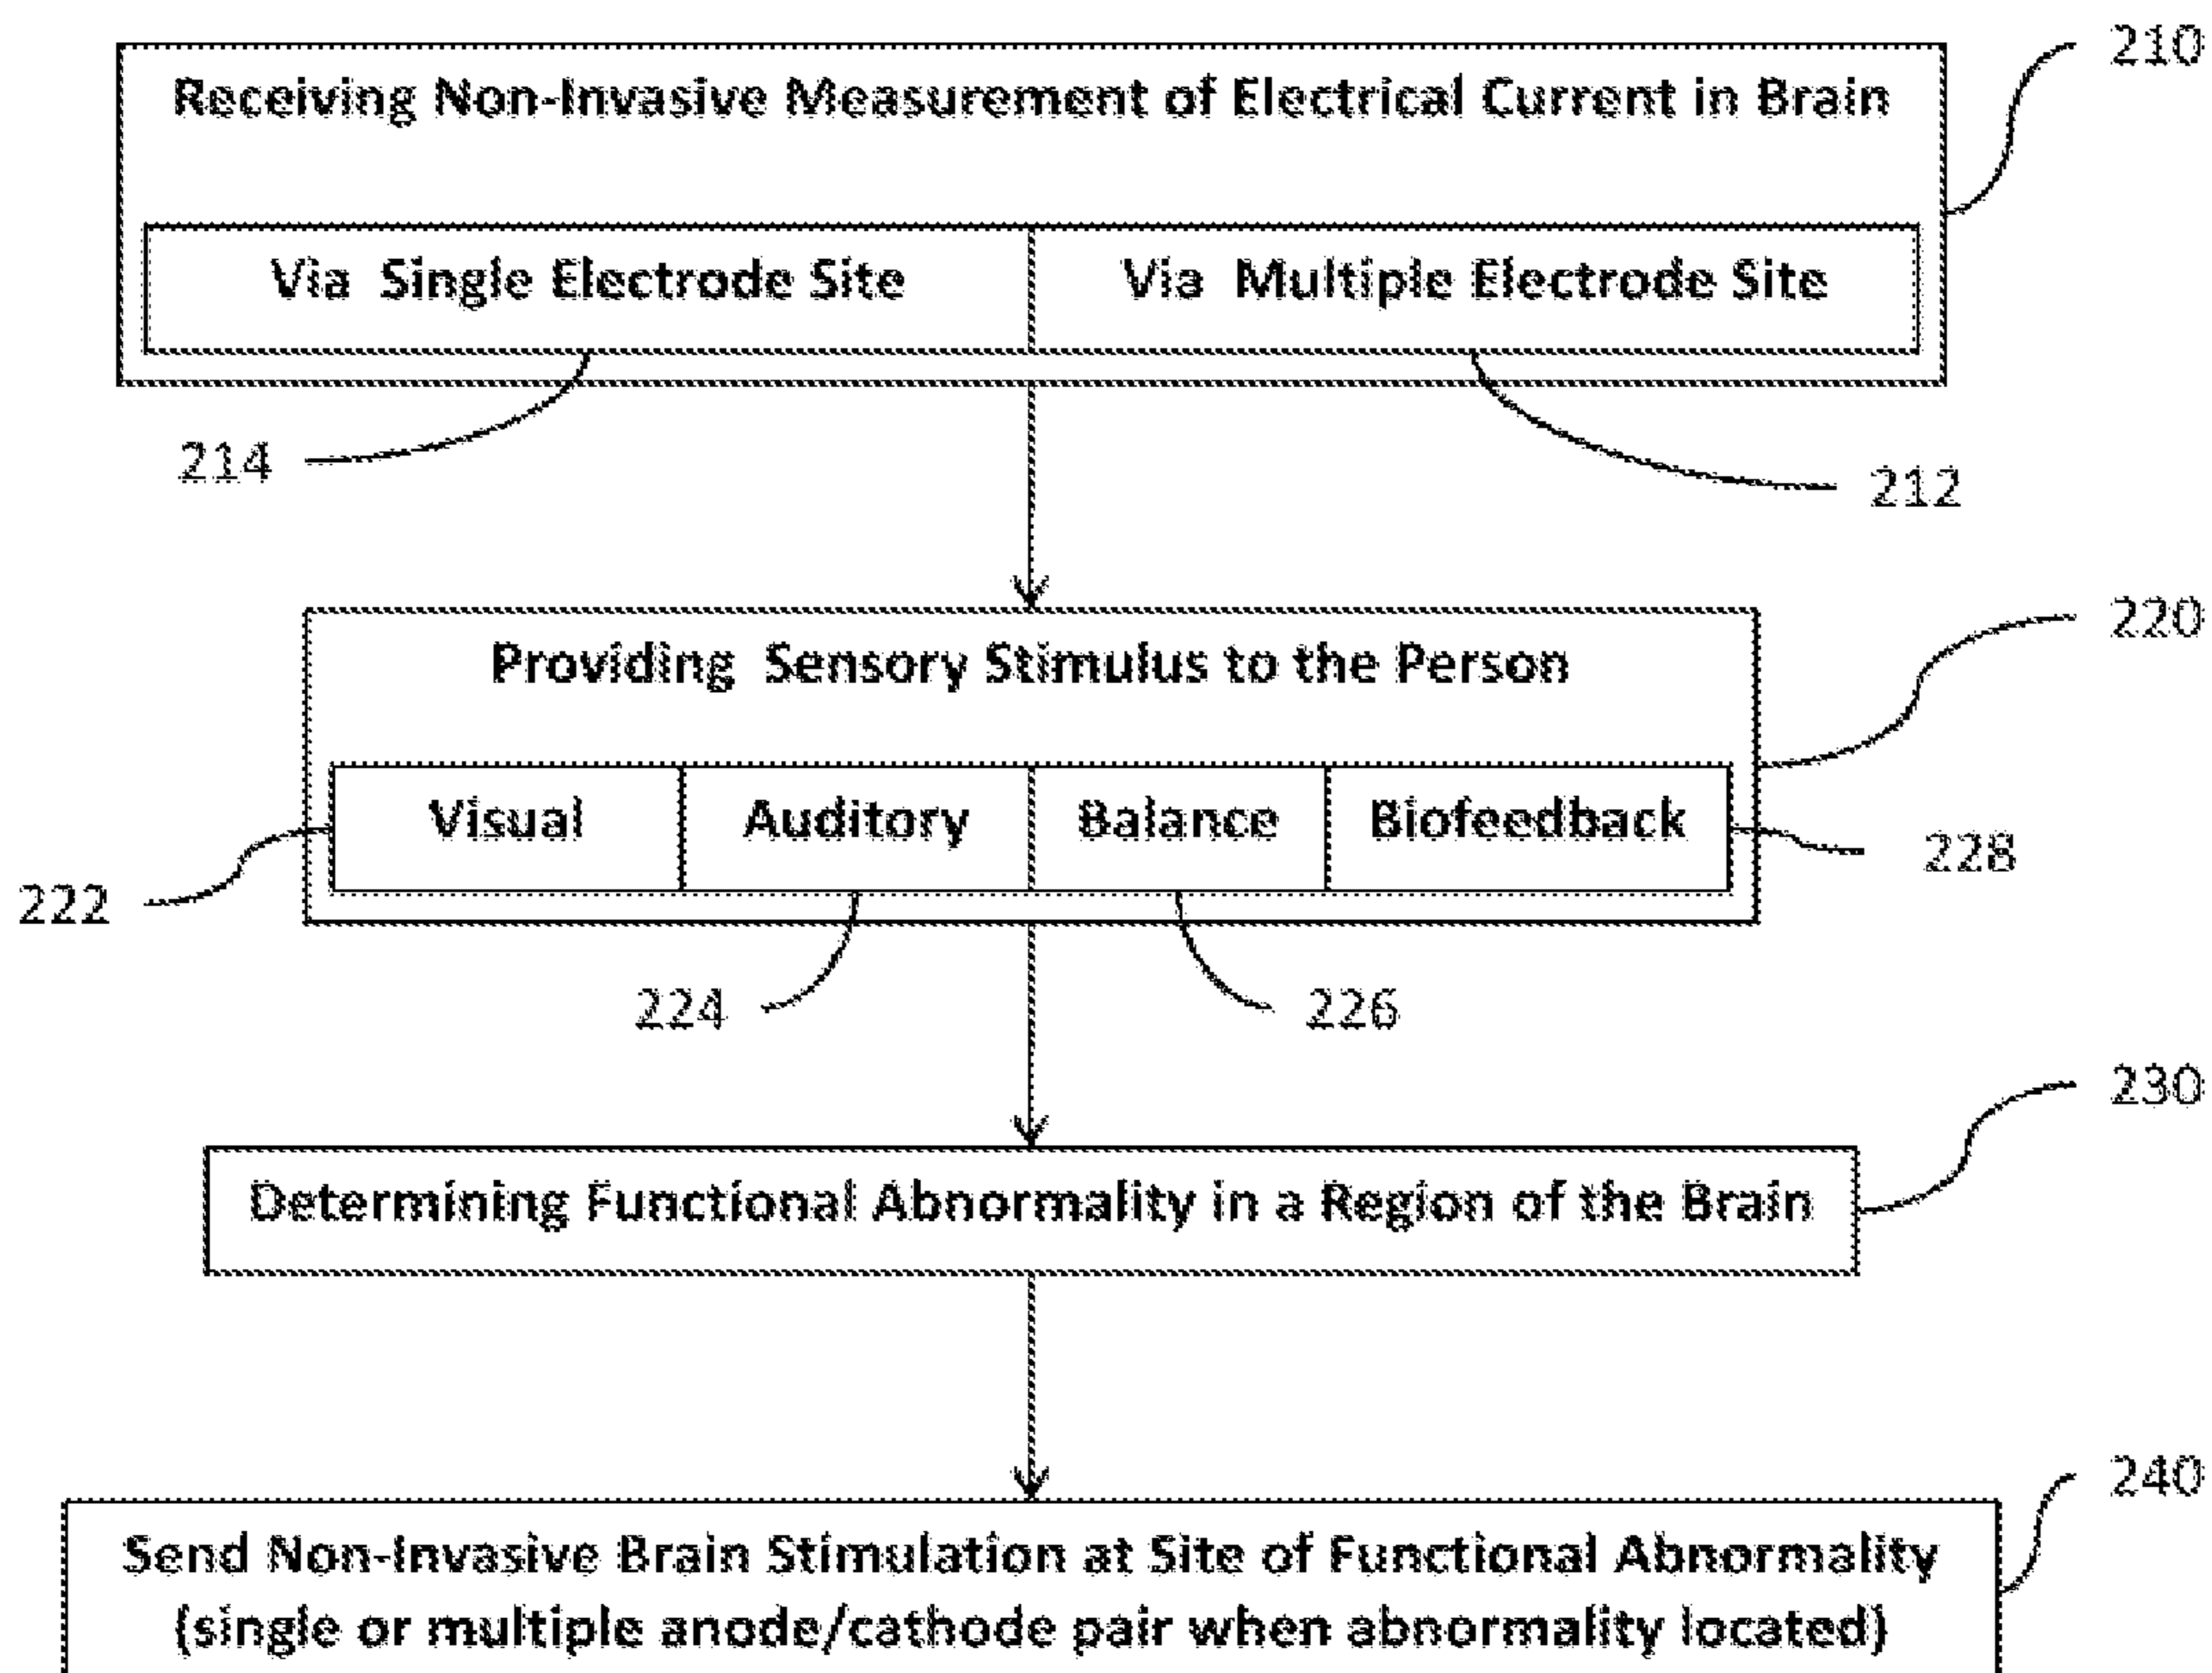 210
Receiving Non-Invasive Measurement of Electrical Current in Brain
Via Single Electrode Site
Via Multiple Electrode Site
214
212
220
Providing Sensory Stimulus to the Person
Visual
Auditory
Balance
Biofeedback
228
222
224
226
230
Determining Functional Abnormality in a Region of the Brain
240
Send Non-Invasive Brain Stimulation at Site of Functional Abnormality
(single or multiple anode/cathode pair when abnormality located)